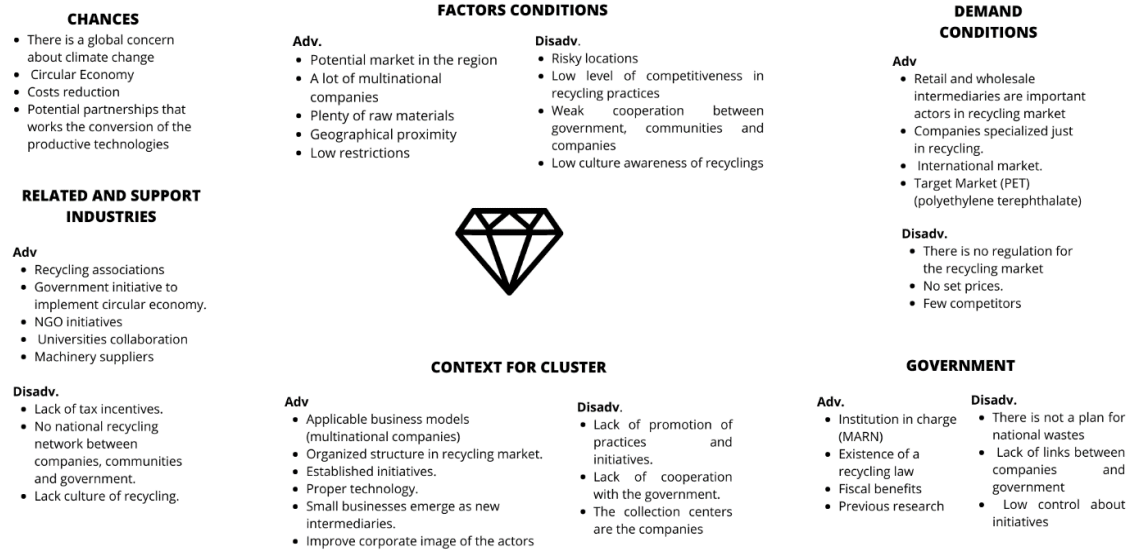 CHANCES
• There is a global concern
about climate change
• Circular Economy
• Costs reduction
• Potential partnerships that
works the conversion of the
productive technologies
FACTORS CONDITIONS
Adv.
• Potential market in the region
• A lot of multinational
companies
• Plenty of raw materials
• Geographical proximity
• Low restrictions
Disadv.
• Risky locations
• Low level of competitiveness in
recycling practices
• Weak cooperation between
government, communities and
companies
• Low culture awareness of recyclings
DEMAND
CONDITIONS
Adv
• Retail and wholesale
intermediaries are important
actors in recycling market
• Companies specialized just
in recycling.
• International market.
• Target Market (PET)
(polyethylene terephthalate)
Disadv.
• There is no regulation for
the recycling market
• No set prices.
• Few competitors
RELATED AND SUPPORT
INDUSTRIES
Adv
• Recycling associations
• Government initiative to
implement circular economy.
• NGO initiatives
• Universities collaboration
• Machinery suppliers
Disadv.
• Lack of tax incentives.
• No national recycling
network between
companies, communities
and government.
• Lack culture of recycling.
CONTEXT FOR CLUSTER
Adv
• Applicable business models
(multinational companies)
• Organized structure in recycling market.
• Established initiatives.
• Proper technology.
• Small businesses emerge as new
intermediaries.
• Improve corporate image of the actors
Disadv.
• Lack of promotion of
practices and
initiatives.
• Lack of cooperation
with the government.
• The collection centers
are the companies
GOVERNMENT
Adv.
• Institution in charge
(MARN)
• Existence of a
recycling law
• Fiscal benefits
• Previous research
Disadv.
• There is not a plan for
national wastes
• Lack of links between
companies and
government
• Low control about
initiatives